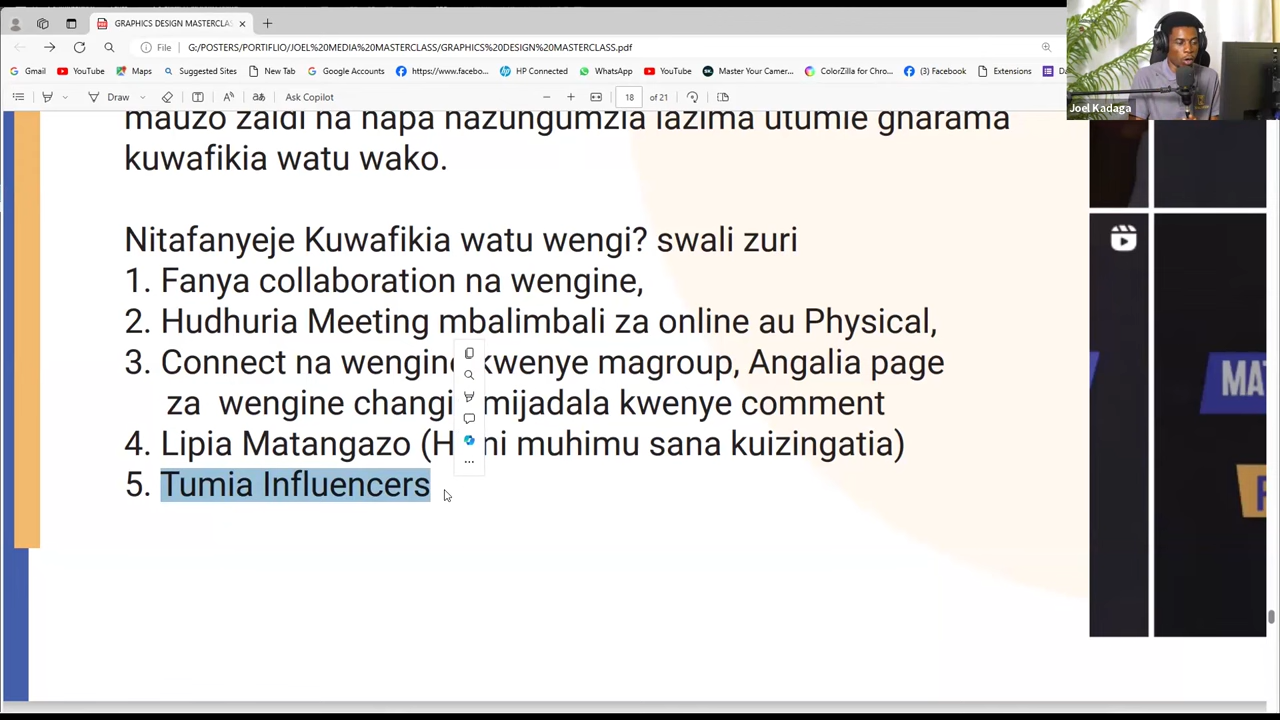 GRAPHICS DESIGN MASTERCLA
File
G:/POSTERS/PORTIFLIO/JOEL%20MEDIA%20MASTERCLASS/GRAPHICS%20DESIGN%20MASTERCLASS.pdf
Gmail YouTube Maps Suggested Sites New Tab Google Accounts https://www.facebo... HP Connected WhatsApp YouTube Master Your Camer... ColorZilla for Chro... (3) Facebook Extensions
Draw Ask Copilot 18 of 21
Joel Kadaga
mauzo zaidi na hapa nazungumzia lazima utumie gharama
kuwafikia watu wako.
Nitafanyeje Kuwafikia watu wengi? swali zuri
1. Fanya collaboration na wengine,
2. Hudhuria Meeting mbalimbali za online au Physical,
3. Connect na wengine kwenye magroup, Angalia page
za wengine changi mijadala kwenye comment
4. Lipia Matangazo (H ni muhimu sana kuizingatia)
5. Tumia Influencers
MA